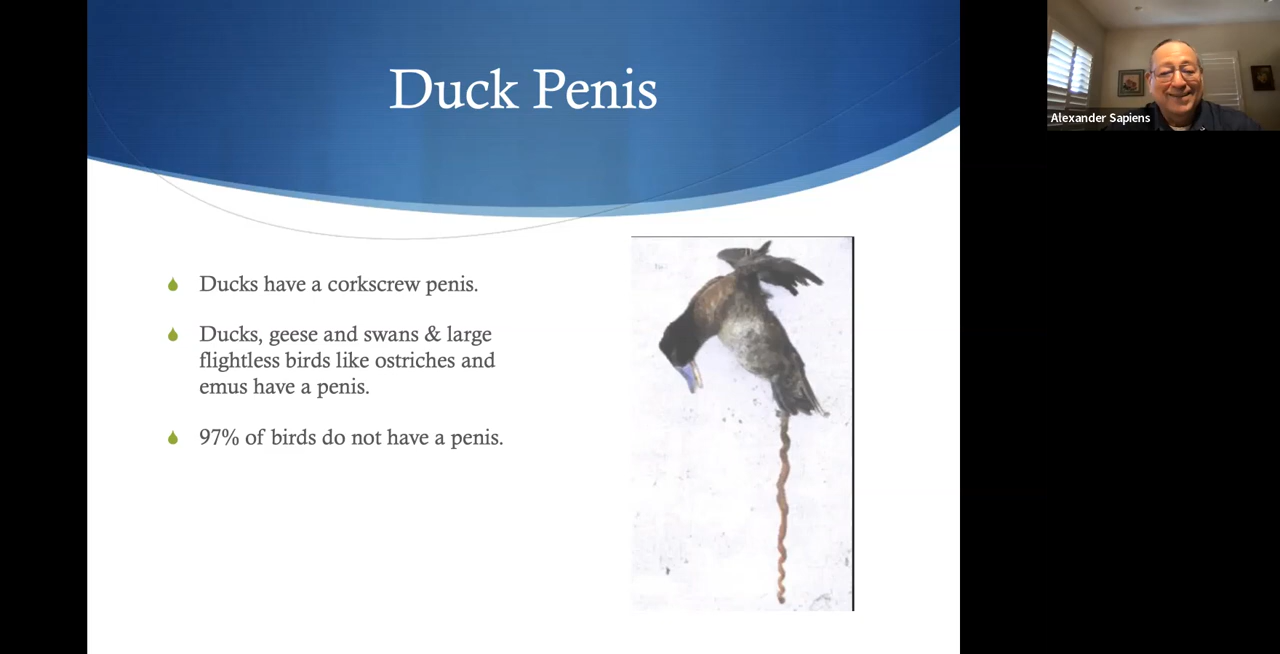 Duck Penis
Alexander Sapiens
Ducks have a corkscrew penis.
Ducks, geese and swans & large
flightless birds like ostriches and
emus have a penis.
97% of birds do not have a penis.